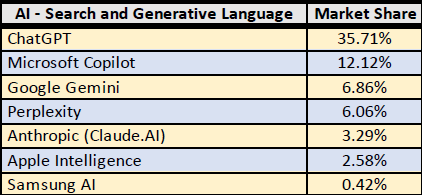 AI - Search and Generative Language Market Share
ChatGPT 35.71%
Microsoft Copilot 12.12%
Google Gemini 6.86%
Perplexity 6.06%
Anthropic (Claude.AI) 3.29%
Apple Intelligence 2.58%
Samsung AI 0.42%